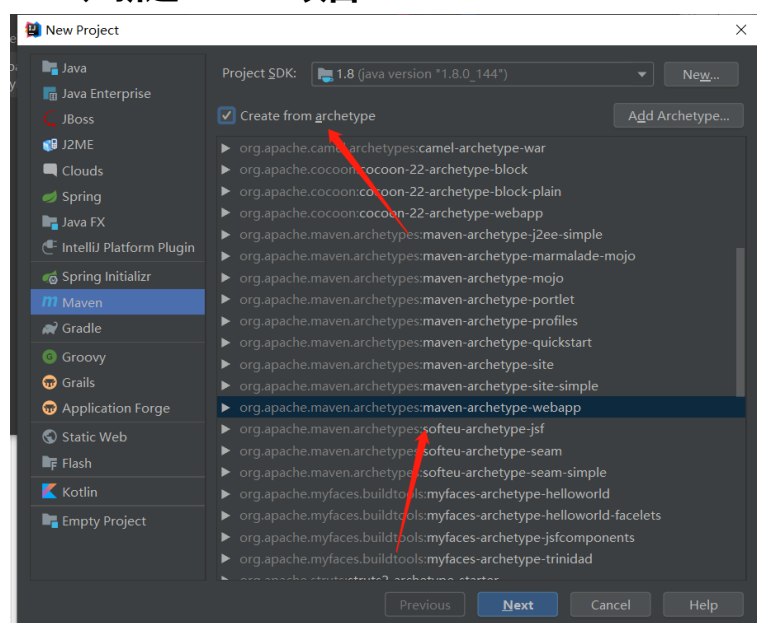 New Project
Java
Java Enterprise
JBoss
J2ME
Clouds
Spring
Java FX
IntelliJ Platform Plugin
Spring Initializr
Maven
Gradle
Groovy
Grails
Application Forge
Static Web
Flash
Kotlin
Empty Project
Project SDK: 1.8 (java version "1.8.0_144") New...
Create from archetype Add Archetype...
org.apache.camel.archetypes:camel-archetype-war
org.apache.cocoon:cocoon-22-archetype-block
org.apache.cocoon:cocoon-22-archetype-block-plain
org.apache.cocoon:cocoon-22-archetype-webapp
org.apache.maven.archetypes:maven-archetype-j2ee-simple
org.apache.maven.archetypes:maven-archetype-marmalade-mojo
org.apache.maven.archetypes:maven-archetype-mojo
org.apache.maven.archetypes:maven-archetype-portlet
org.apache.maven.archetypes:maven-archetype-profiles
org.apache.maven.archetypes:maven-archetype-quickstart
org.apache.maven.archetypes:maven-archetype-site
org.apache.maven.archetypes:maven-archetype-site-simple
org.apache.maven.archetypes:maven-archetype-webapp
org.apache.maven.archetypes:softeu-archetype-jsf
org.apache.maven.archetypes:softeu-archetype-seam
org.apache.maven.archetypes:softeu-archetype-seam-simple
org.apache.myfaces.buildtools:myfaces-archetype-helloworld
org.apache.myfaces.buildtools:myfaces-archetype-helloworld-facelets
org.apache.myfaces.buildtools:myfaces-archetype-jsfcomponents
org.apache.myfaces.buildtools:myfaces-archetype-trinidad
Previous Next Cancel Help